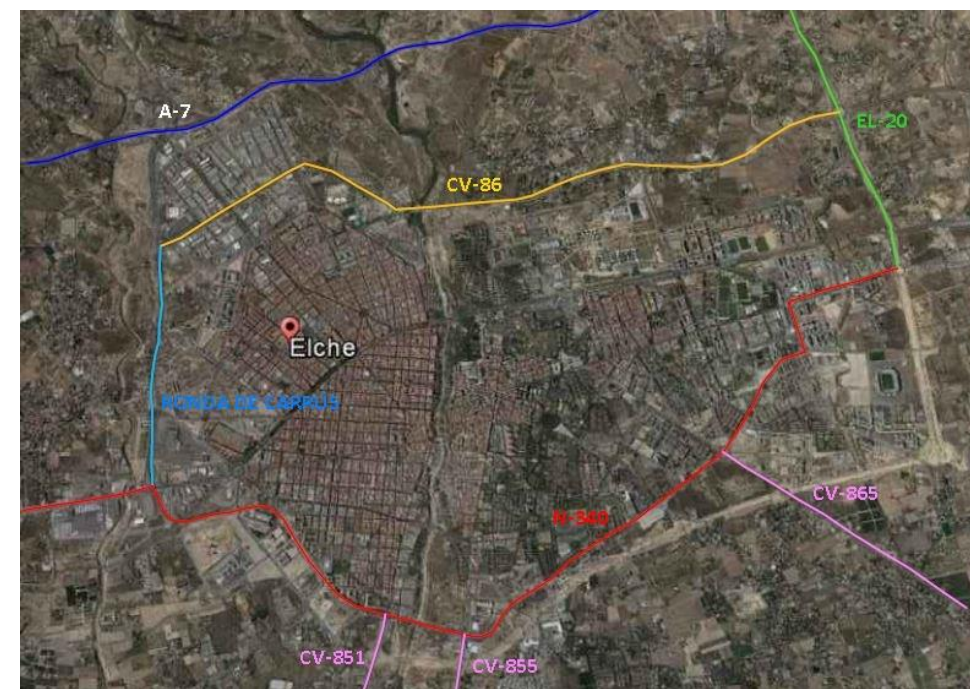 A-7
EL-20
CV-86
Elche
RONDA DE CARRÚS
CV-865
N-340
CV-851
CV-855